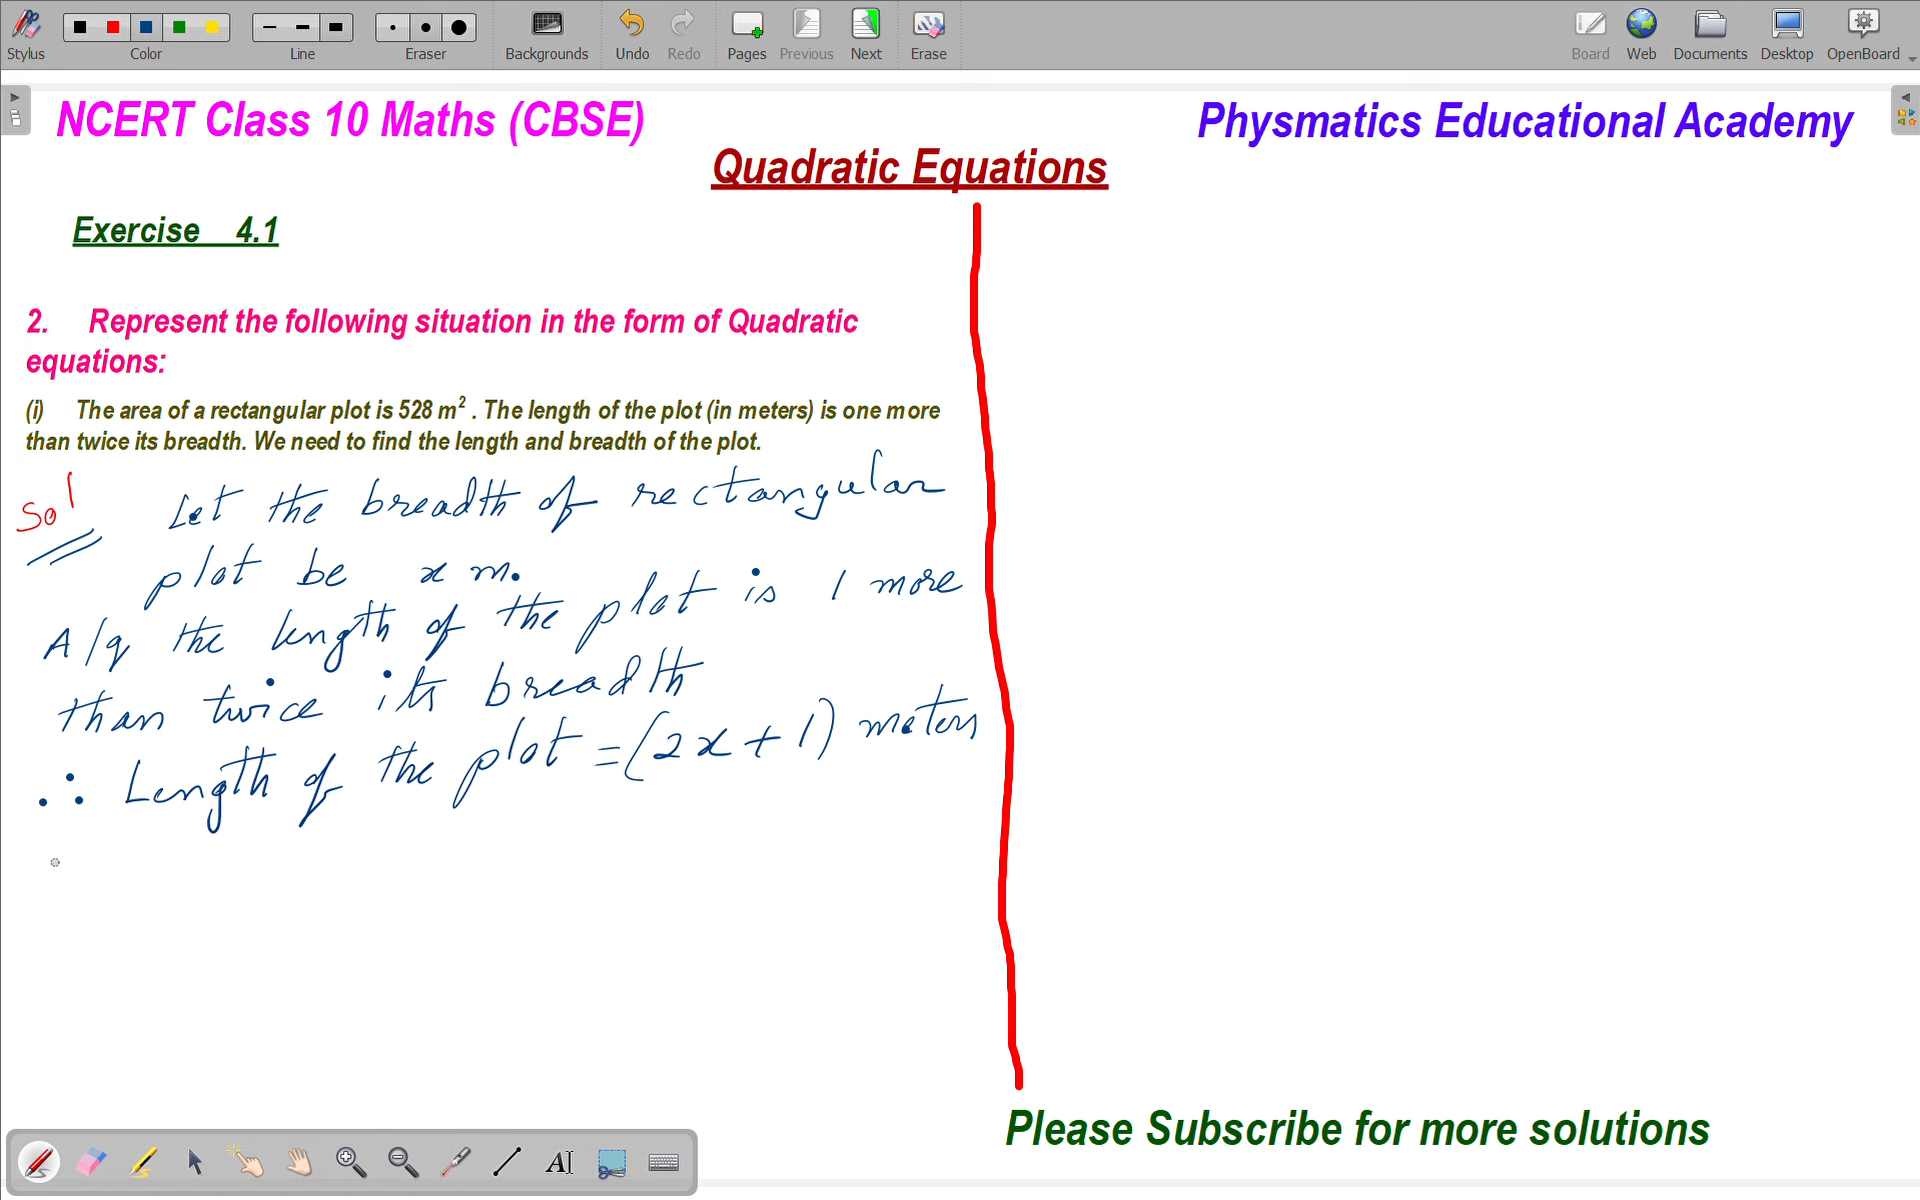 Stylus Color Line Eraser Backgrounds Undo Redo Pages Previous Next Erase Board Web Documents Desktop OpenBoard
NCERT Class 10 Maths (CBSE)
Physmatics Educational Academy
Quadratic Equations
Exercise 4.1
2. Represent the following situation in the form of Quadratic
equations:
(i) The area of a rectangular plot is 528 m². The length of the plot (in meters) is one more
than twice its breadth. We need to find the length and breadth of the plot.
Sol Let the breadth of rectangular
plot be x m.
A/q the length of the plot is 1 more
than twice its breadth
∴ Length of the plot = (2x + 1) meters
Please Subscribe for more solutions